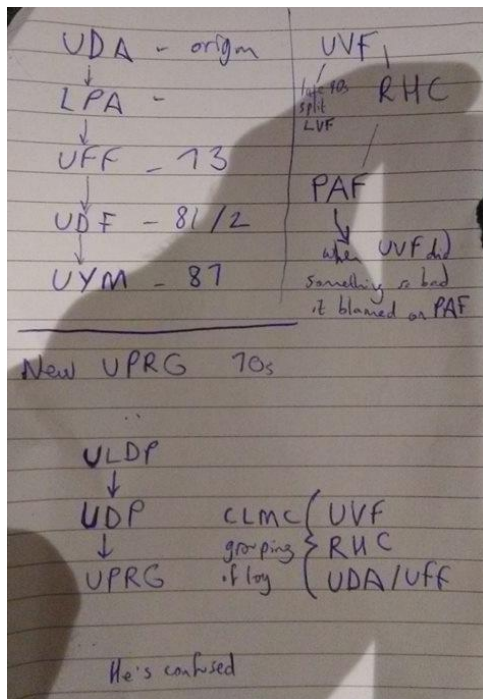 UDA - origin
LPA -
UFF - 73
UDF - 81/2
UYM - 87
UVF
late 90s
split
LVF
RHC
PAF
when UVF did
something so bad
it blamed on PAF
New UPRG 70s
ULDP
UDP
UPRG
CLMC
grouping
of loy
UVF
RHC
UDA/UFF
He's confused